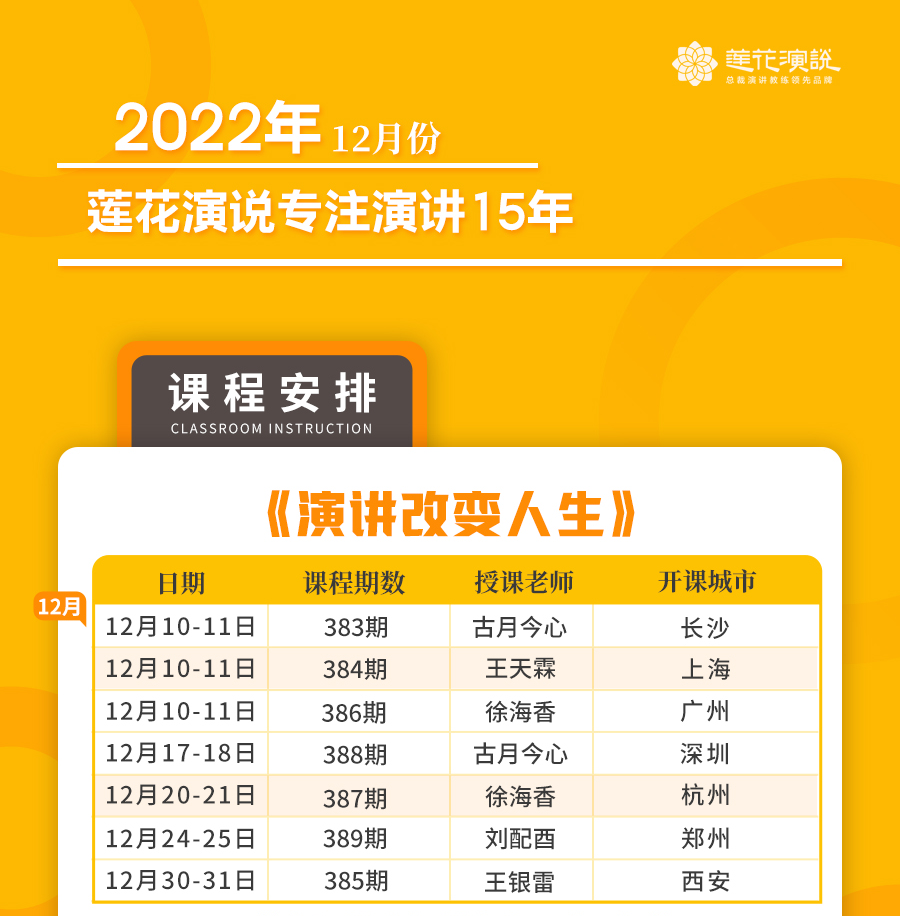 莲花演说
总裁演讲教练领先品牌
2022年 12月份
莲花演说专注演讲15年
课程安排
CLASSROOM INSTRUCTION
《演讲改变人生》
日期 课程期数 授课老师 开课城市
12月
12月10-11日 383期 古月今心 长沙
12月10-11日 384期 王天霖 上海
12月10-11日 386期 徐海香 广州
12月17-18日 388期 古月今心 深圳
12月20-21日 387期 徐海香 杭州
12月24-25日 389期 刘配酉 郑州
12月30-31日 385期 王银雷 西安